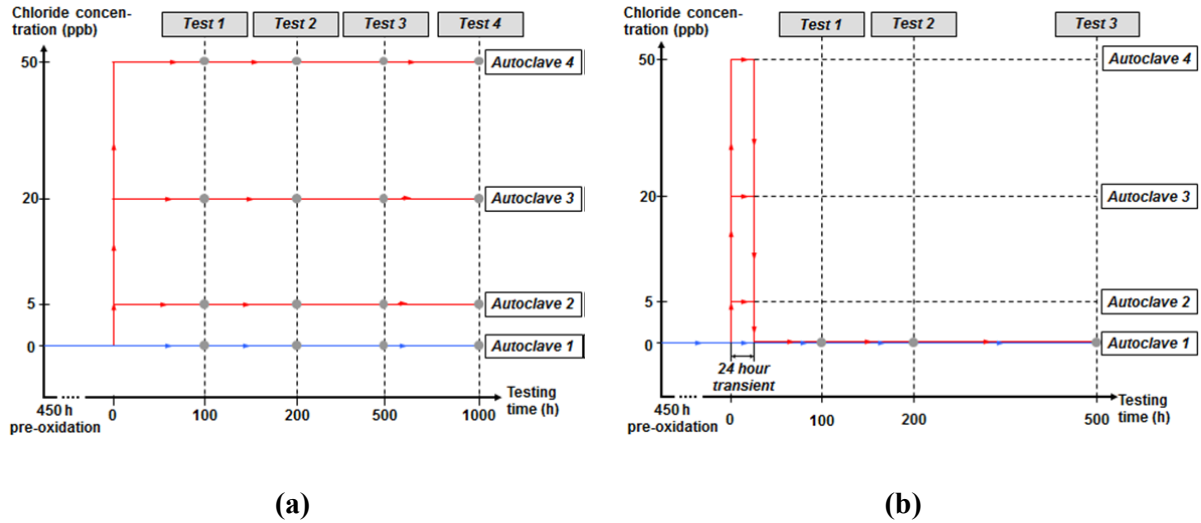 Chloride concen-
tration (ppb)
Test 1
Test 2
Test 3
Test 4
50
Autoclave 4
20
Autoclave 3
5
Autoclave 2
0
Autoclave 1
Testing
time (h)
450 h
pre-oxidation
0
100
200
500
1000
(a)
Chloride concen-
tration (ppb)
Test 1
Test 2
Test 3
50
Autoclave 4
20
Autoclave 3
5
Autoclave 2
0
Autoclave 1
24 hour
transient
Testing
time (h)
450 h
pre-oxidation
0
100
200
500
(b)